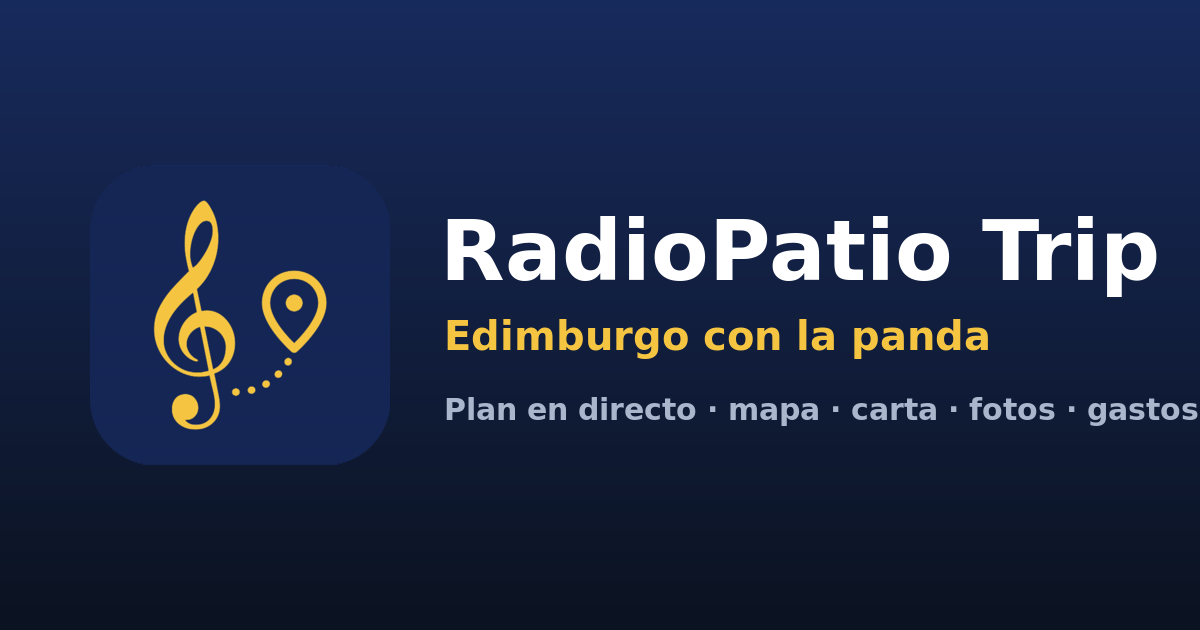 RadioPatio Trip
Edimburgo con la panda
Plan en directo · mapa · carta · fotos · gastos